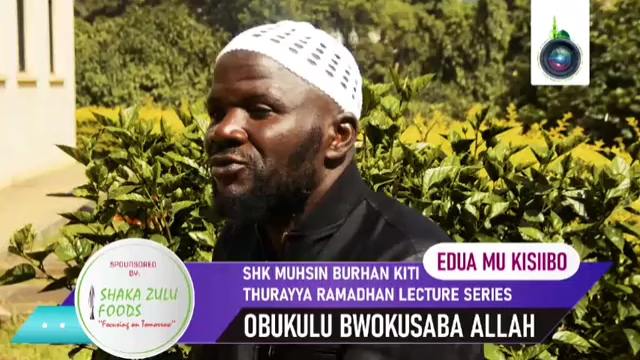 EDUA MU KISIIBO
SHK MUHSIN BURHAN KITI
THURAYYA RAMADHAN LECTURE SERIES
OBUKULU BWOKUSABA ALLAH
SPOUNSORED
BY:
SHAKA ZULU
FOODS
"Focusing on Tomorrow"